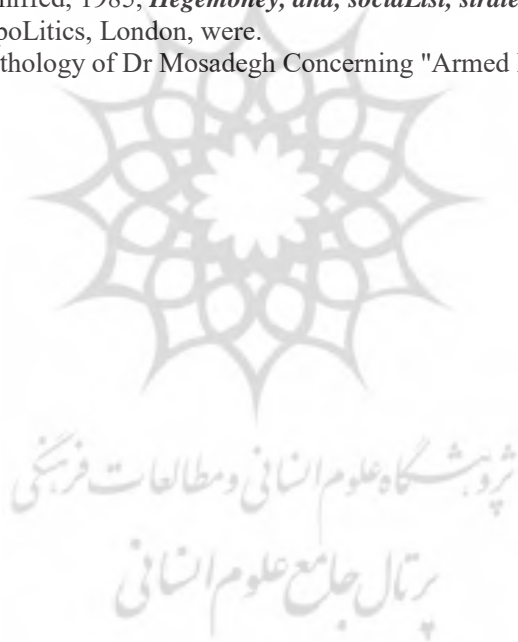 nffled, 1985, Hegemoney, and, sociaList, strate
poLitics, London, were.
thology of Dr Mosadegh Concerning "Armed
پژوهشگاه علوم انسانی و مطالعات فرهنگی
پرتال جامع علوم انسانی